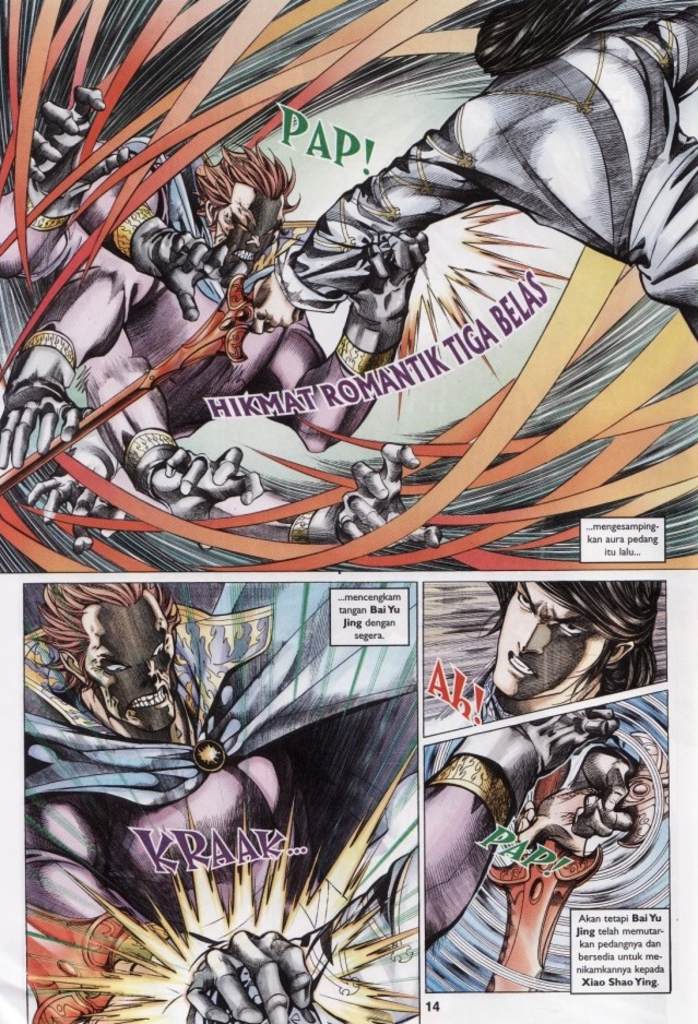 PAP!
HIKMAT ROMANTIK TIGA BELAS
...mengesamping-
kan aura pedang
itu lalu...
...mencengkam
tangan Bai Yu
Jing dengan
segera.
AH!
KRAAK...
PAP!
Akan tetapi Bai Yu
Jing telah memutar-
kan pedangnya dan
bersedia untuk me-
nikamkannya kepada
Xiao Shao Ying.
14